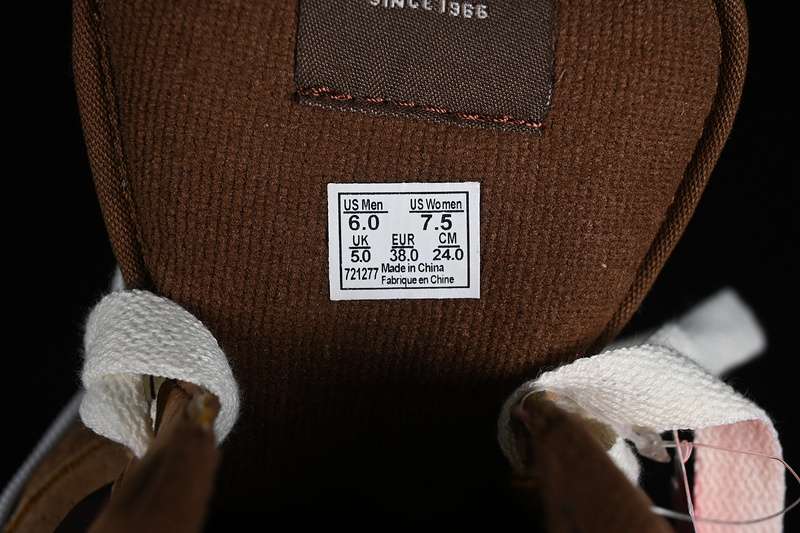 SINCE 1966
US Men US Women
6.0 7.5
UK EUR CM
5.0 38.0 24.0
721277 Made in China
Fabrique en Chine